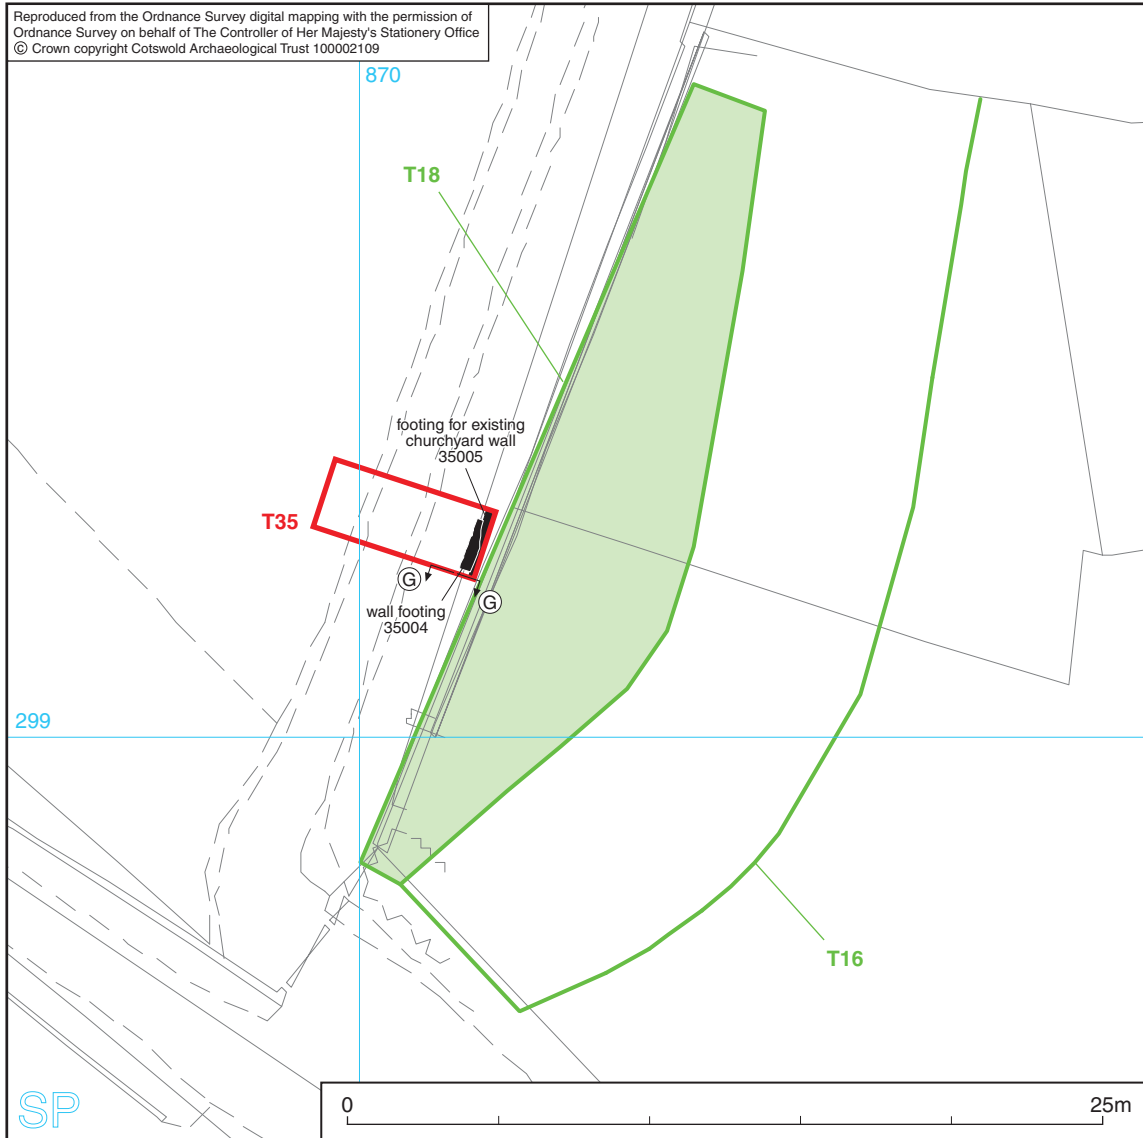 Reproduced from the Ordnance Survey digital mapping with the permission of
Ordnance Survey on behalf of The Controller of Her Majesty's Stationery Office
© Crown copyright Cotswold Archaeological Trust 100002109
870
T18
footing for existing
churchyard wall
35005
T35
G
G
wall footing
35004
299
T16
SP
0
25m